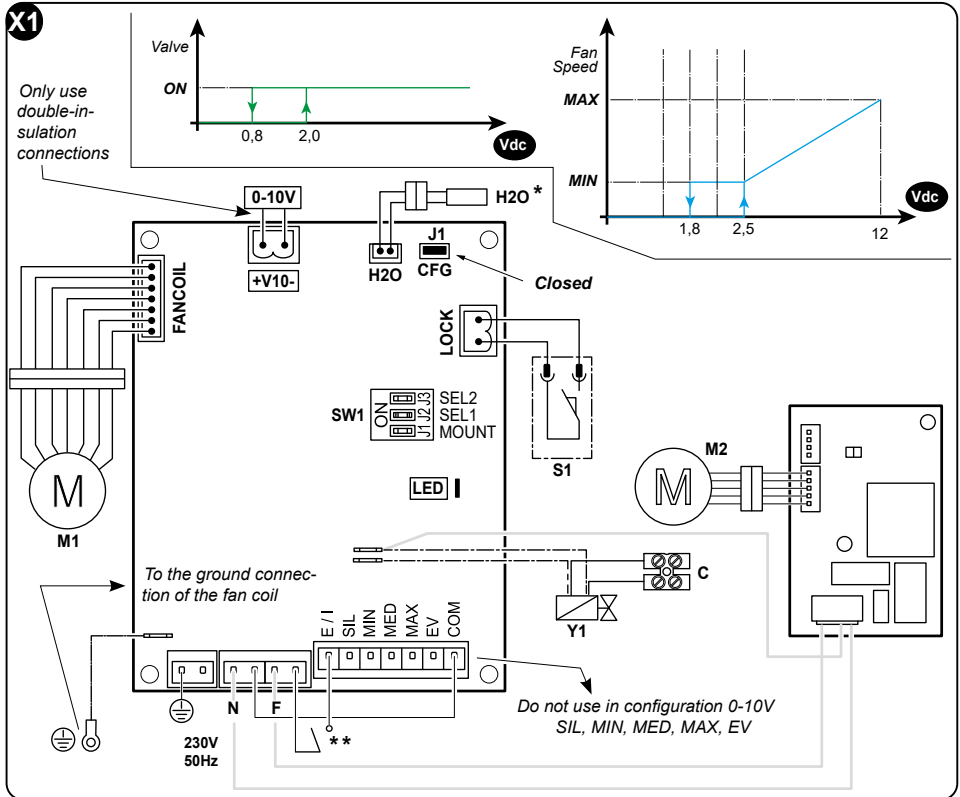 X1
Valve
ON
0,8
2,0
Vdc
Fan
Speed
MAX
MIN
1,8
2,5
12
Vdc
Only use
double-in-
sulation
connections
0-10V
+V10-
H2O *
H2O
J1
CFG
Closed
FANCOIL
LOCK
SW1
ON
J1 J2 J3
SEL2
SEL1
MOUNT
S1
LED
M
M1
M
M2
C
Y1
To the ground connec-
tion of the fan coil
E / I
SIL
MIN
MED
MAX
EV
COM
N
F
230V
50Hz
**
Do not use in configuration 0-10V
SIL, MIN, MED, MAX, EV